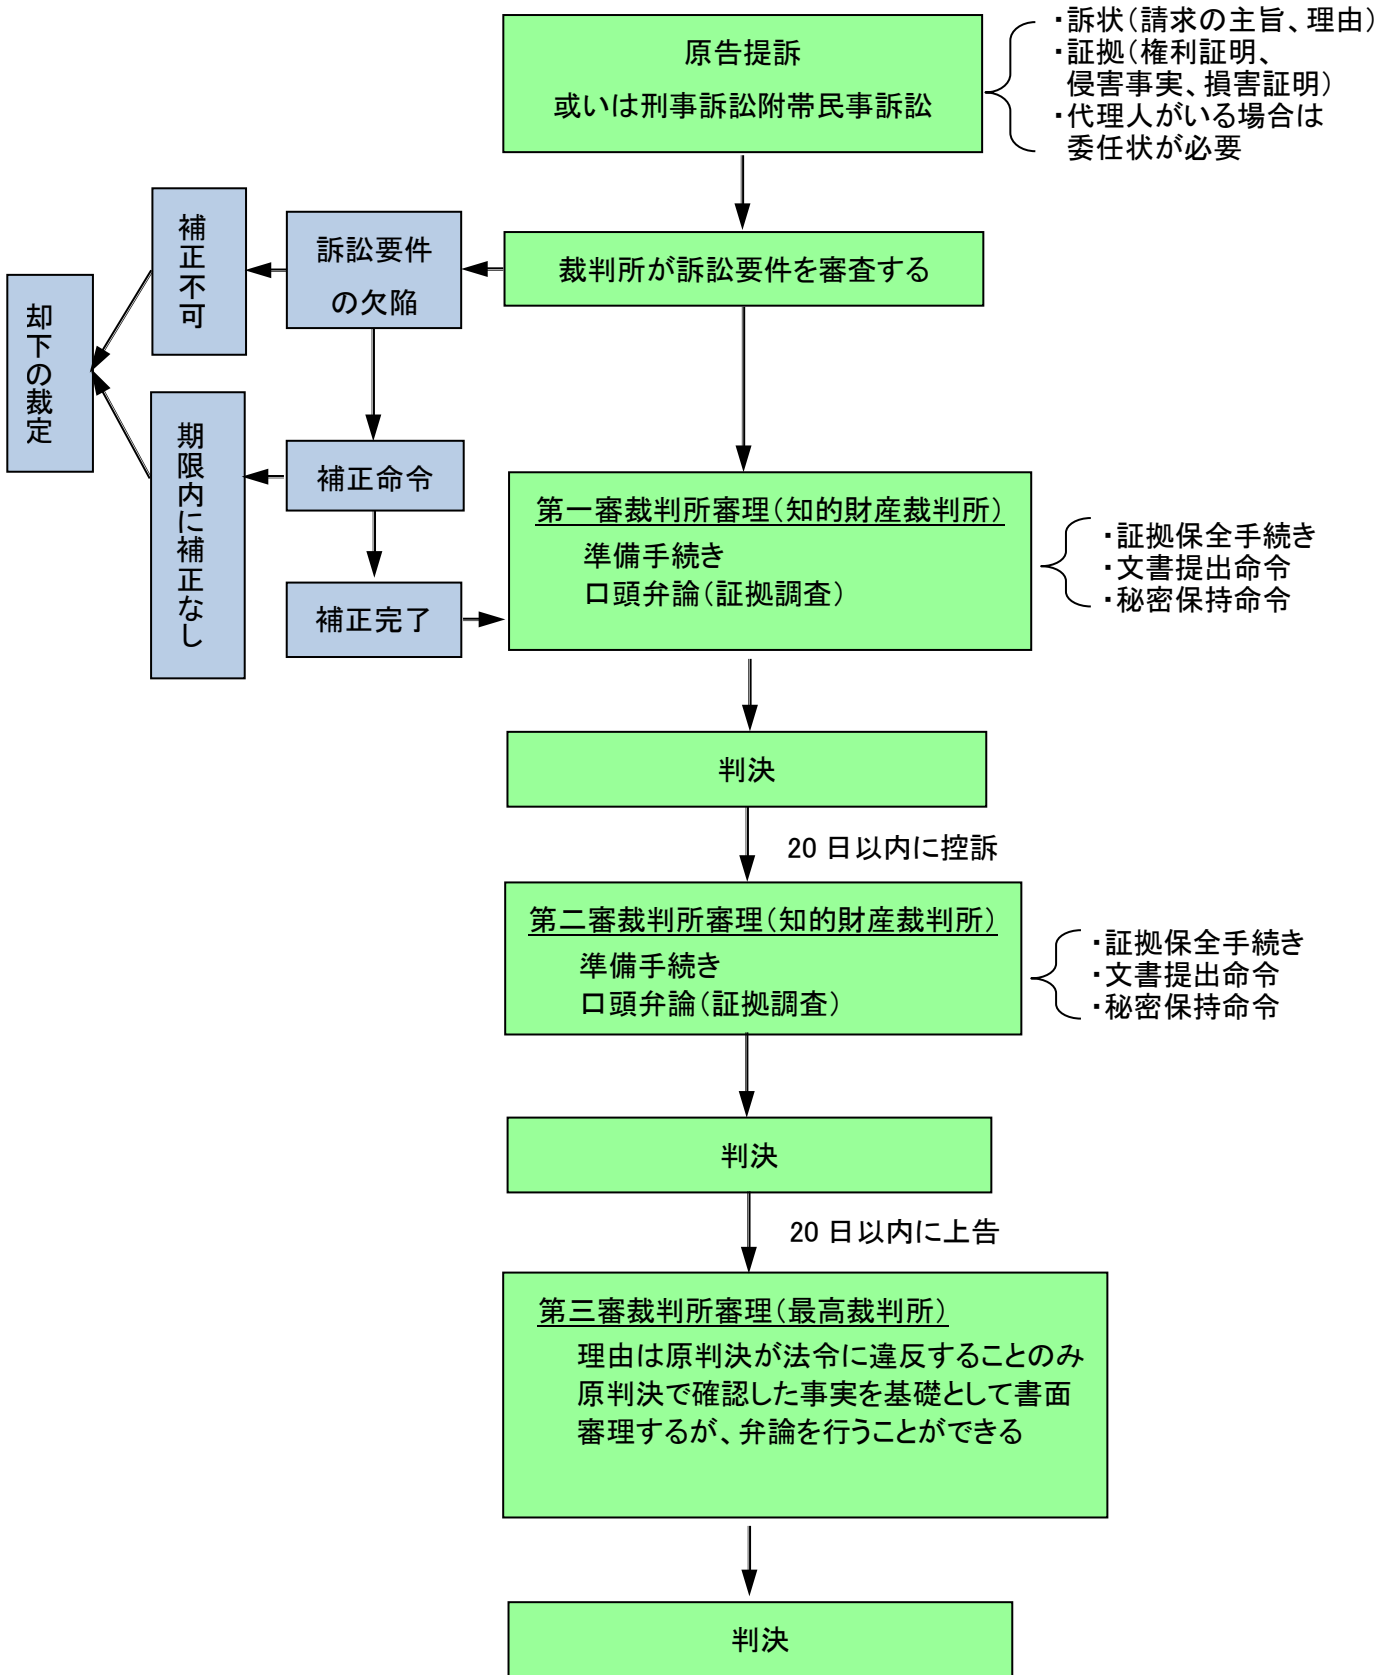 原告提訴
或いは刑事訴訟附帯民事訴訟
・訴状（請求の主旨、理由）
・証拠（権利証明、
侵害事実、損害証明）
・代理人がいる場合は
委任状が必要
裁判所が訴訟要件を審査する
訴訟要件
の欠陥
補正不可
却下の裁定
補正命令
期限内に補正なし
補正完了
第一審裁判所審理（知的財産裁判所）
準備手続き
口頭弁論（証拠調査）
・証拠保全手続き
・文書提出命令
・秘密保持命令
判決
20 日以内に控訴
第二審裁判所審理（知的財産裁判所）
準備手続き
口頭弁論（証拠調査）
・証拠保全手続き
・文書提出命令
・秘密保持命令
判決
20 日以内に上告
第三審裁判所審理（最高裁判所）
理由は原判決が法令に違反することのみ
原判決で確認した事実を基礎として書面
審理するが、弁論を行うことができる
判決